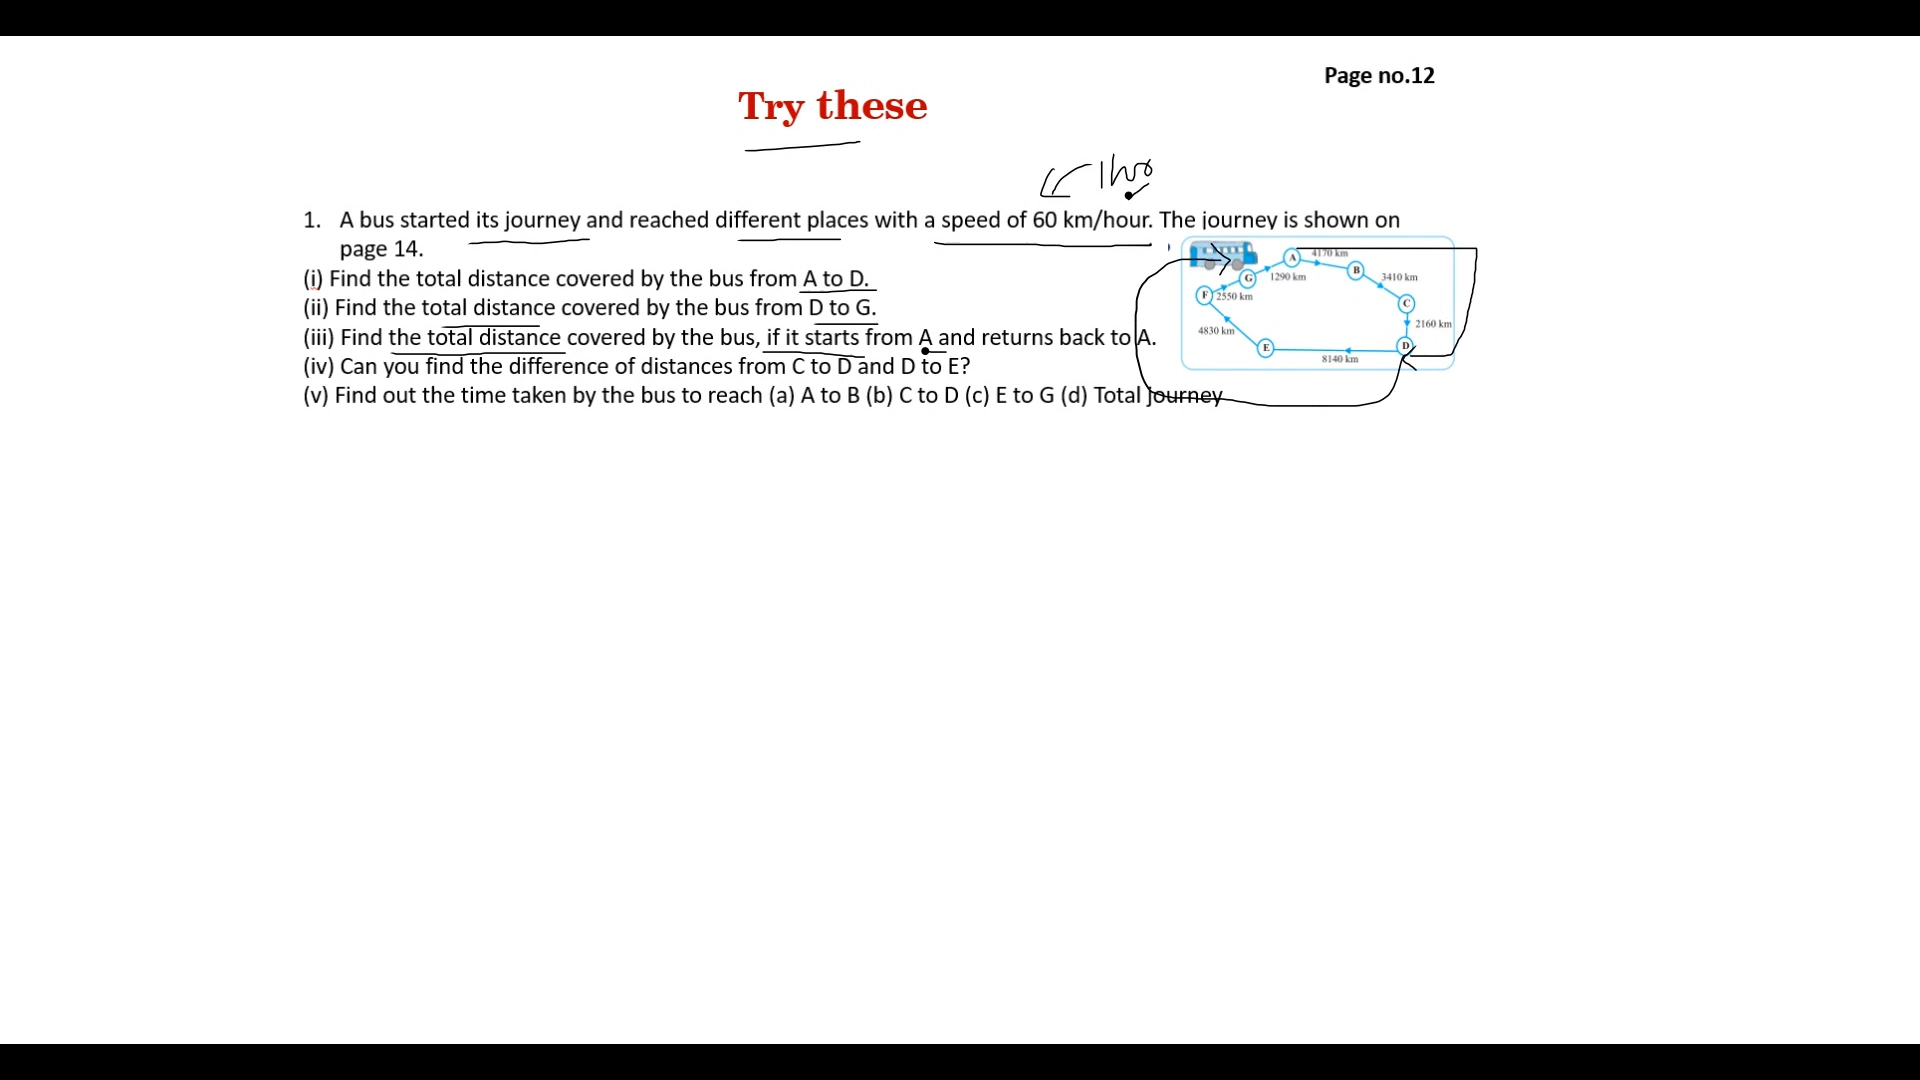 Page no.12
Try these
1hr
1. A bus started its journey and reached different places with a speed of 60 km/hour. The journey is shown on
page 14.
(i) Find the total distance covered by the bus from A to D.
(ii) Find the total distance covered by the bus from D to G.
(iii) Find the total distance covered by the bus, if it starts from A and returns back to A.
(iv) Can you find the difference of distances from C to D and D to E?
(v) Find out the time taken by the bus to reach (a) A to B (b) C to D (c) E to G (d) Total journey
A
4170 km
B
3410 km
C
2160 km
D
8140 km
E
4830 km
F
2550 km
G
1290 km